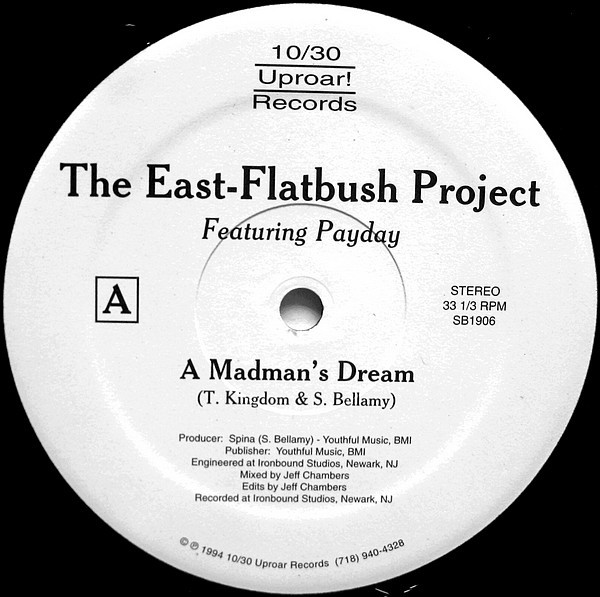 10/30
Uproar!
Records
The East-Flatbush Project
Featuring Payday
A
STEREO
33 1/3 RPM
SB1906
A Madman's Dream
(T. Kingdom & S. Bellamy)
Producer: Spina (S. Bellamy) - Youthful Music, BMI
Publisher: Youthful Music, BMI
Engineered at Ironbound Studios, Newark, NJ
Mixed by Jeff Chambers
Edits by Jeff Chambers
Recorded at Ironbound Studios, Newark, NJ
© ℗ 1994 10/30 Uproar Records (718) 940-4328